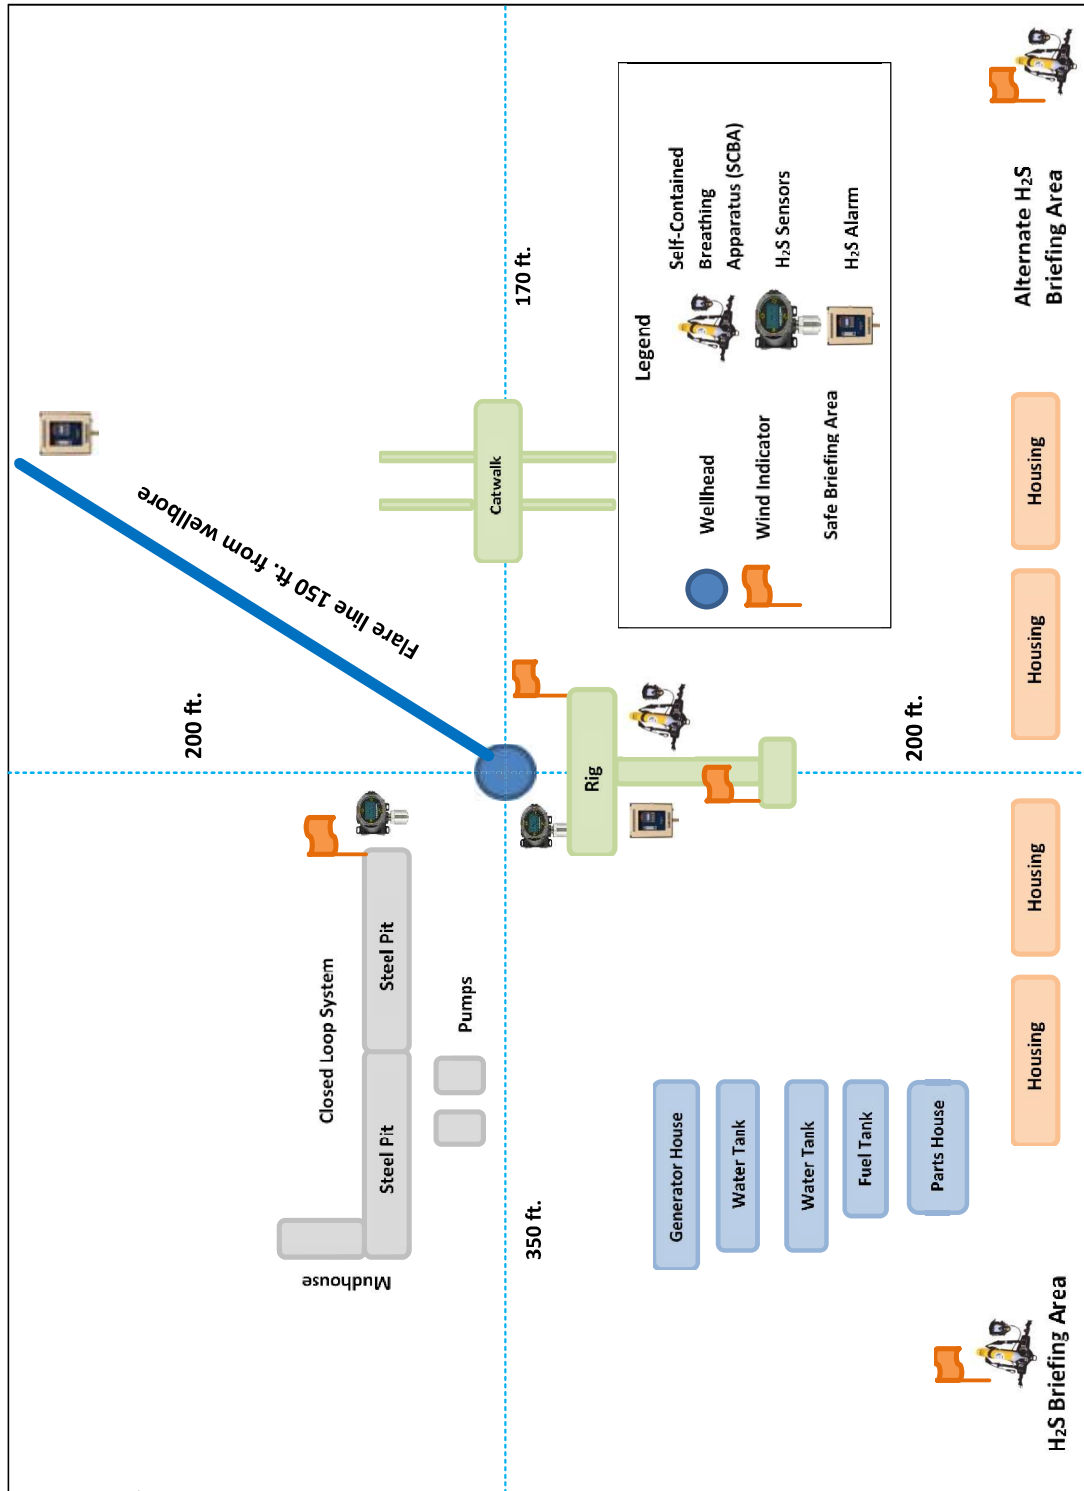 200 ft.
Flare line 150 ft. from wellbore
170 ft.
Catwalk
Closed Loop System
Steel Pit
Steel Pit
Mudhouse
Pumps
350 ft.
Rig
200 ft.
Legend
Wellhead
Wind Indicator
Safe Briefing Area
Self-Contained
Breathing
Apparatus (SCBA)
H₂S Sensors
H₂S Alarm
Generator House
Water Tank
Water Tank
Fuel Tank
Parts House
Housing
Housing
Housing
Housing
H₂S Briefing Area
Alternate H₂S
Briefing Area